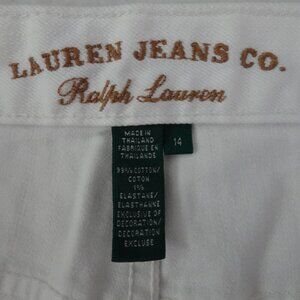 LAUREN JEANS CO.
Ralph Lauren
MADE IN
THAILAND
FABRIQUE EN
THAILANDE
14
99% COTTON/
COTON
1%
ELASTANE/
ELASTHANNE
EXCLUSIVE OF
DECORATION/
DECORATION
EXCLUSE